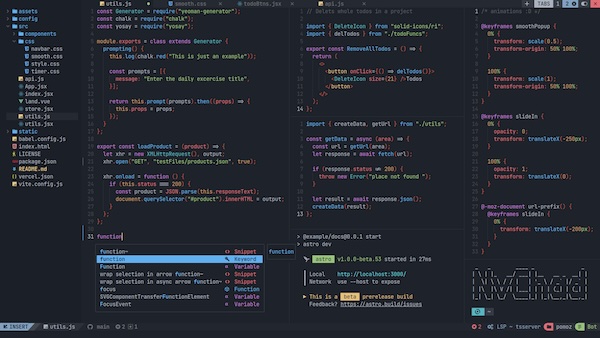 config
components
src
components
css
navbar.css
smooth.css
style.css
timer.css
api.js
App.jsx
index.jsx
land.vue
store.jsx
utils.js
utils.js
static
babel.config.js
index.html
LICENSE
package.json
README.md
vercel.json
vite.config.js
utils.js
const Generator = require("yeoman-generator");
const chalk = require("chalk");
const yosay = require("yosay");
module.exports = class extends Generator {
prompting() {
this.log(chalk.red("This is just an example"));
const prompts = [{
message: "Enter the daily excercise title",
}];
return this.prompt(prompts).then((props) => {
this.props = props;
});
}
};
export const loadProduct = (product) => {
let xhr = new XMLHttpRequest(), output;
xhr.open("GET", "testFiles/products.json", true);
xhr.onload = function () {
if (this.status === 200) {
const product = JSON.parse(this.responseText);
document.querySelector("#product").innerHTML = output;
}
};
};
31 function
function~ Snippet
function Keyword
Function Variable
wrap selection in arrow function~ Snippet
wrap selection in async arrow function~ Snippet
focus Function
SVGComponentTransferFunctionElement Variable
FocusEvent Variable
function
todoBtns.jsx
// Delete whole todos in a project
import { DeleteIcon } from "solid-icons/ri";
import { delTodos } from "./todoFuncs";
export const RemoveAllTodos = () => {
return (
<>
<button onClick={() => delTodos()}>
<DeleteIcon size={21} />Todos
</button>
</>
);
};
api.js
import { createData, getUrl } from "./utils";
const getData = async (area) => {
const url = getUrl(area);
let response = await fetch(url);
if (response.status != 200) {
throw new Error("place not found ");
}
let result = await response.json();
createData(result);
};
> @example/docs@0.0.1 start
> astro dev
astro v1.0.0-beta.53 started in 27ms
Local http://localhost:3000/
Network use --host to expose
▶ This is a beta prerelease build
Feedback? https://astro.build/issues
TABS 1
/* animations :D */
@keyframes smoothPopup {
0% {
transform: scale(0.5);
transform-origin: 50% 100%;
}
100% {
transform: scale(1);
transform-origin: 50% 100%;
}
}
@keyframes slideIn {
0% {
opacity: 0;
transform: translateX(-250px);
}
100% {
opacity: 1;
transform: translateX(0);
}
}
@-moz-document url-prefix() {
@keyframes slideIn {
0% {
transform: translateX(-200px);
}
}
NvChad
INSERT utils.js main 1 1
2 LSP ~ tsserver pomoz Bot